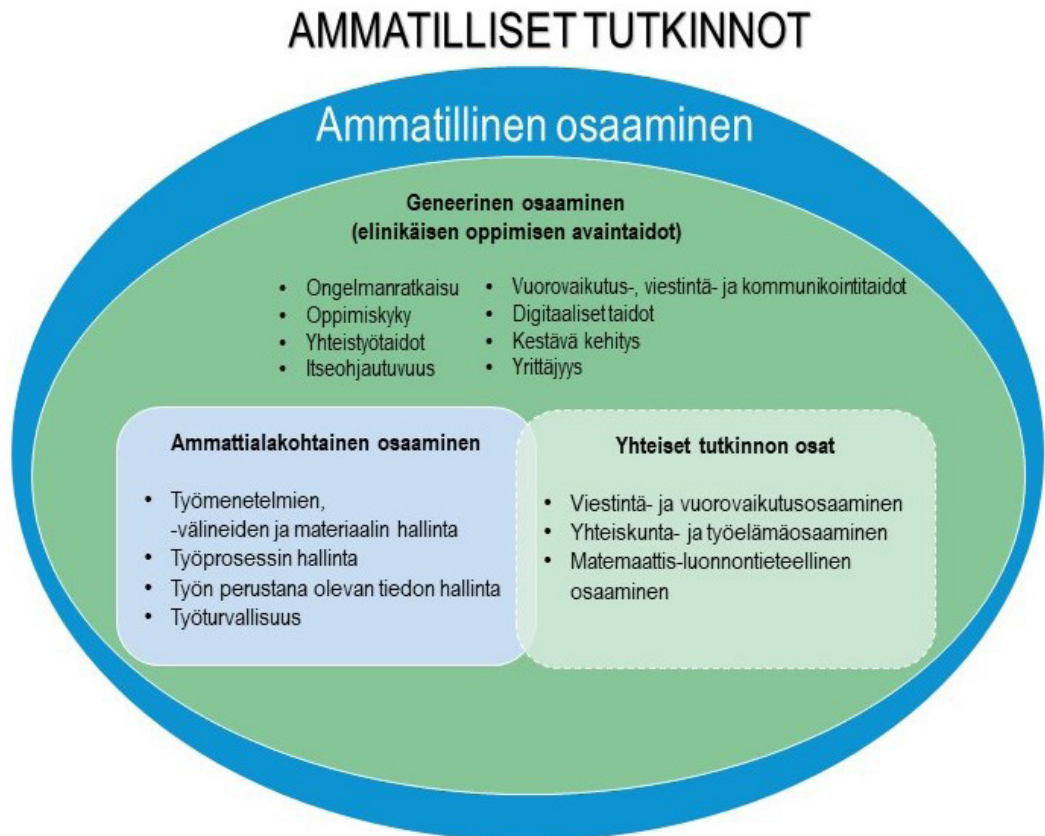 AMMATILLISET TUTKINNOT
Ammatillinen osaaminen
Geneerinen osaaminen
(elinikäisen oppimisen avaintaidot)
• Ongelmanratkaisu
• Oppimiskyky
• Yhteistyötaidot
• Itseohjautuvuus
• Vuorovaikutus-, viestintä- ja kommunikointitaidot
• Digitaaliset taidot
• Kestävä kehitys
• Yrittäjyys
Ammattialakohtainen osaaminen
• Työmenetelmien,
-välineiden ja materiaalin hallinta
• Työprosessin hallinta
• Työn perustana olevan tiedon hallinta
• Työturvallisuus
Yhteiset tutkinnon osat
• Viestintä- ja vuorovaikutusosaaminen
• Yhteiskunta- ja työelämäosaaminen
• Matemaattis-luonnontieteellinen
osaaminen